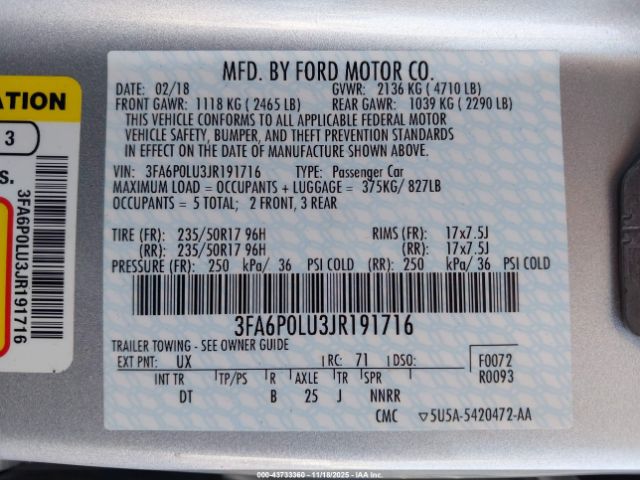 MFD. BY FORD MOTOR CO.
DATE: 02/18 GVWR: 2136 KG ( 4710 LB)
FRONT GAWR: 1118 KG ( 2465 LB) REAR GAWR: 1039 KG ( 2290 LB)
THIS VEHICLE CONFORMS TO ALL APPLICABLE FEDERAL MOTOR
VEHICLE SAFETY, BUMPER, AND THEFT PREVENTION STANDARDS
IN EFFECT ON THE DATE OF MANUFACTURE SHOWN ABOVE.
VIN: 3FA6P0LU3JR191716 TYPE: Passenger Car
MAXIMUM LOAD = OCCUPANTS + LUGGAGE = 375KG/ 827LB
OCCUPANTS = 5 TOTAL; 2 FRONT, 3 REAR
TIRE (FR): 235/50R17 96H RIMS (FR): 17x7.5J
(RR): 235/50R17 96H (RR): 17x7.5J
PRESSURE (FR): 250 kPa/ 36 PSI COLD (RR): 250 kPa/ 36 PSI COLD
3FA6P0LU3JR191716
TRAILER TOWING - SEE OWNER GUIDE
EXT PNT: UX RC: 71 DSO: F0072
R0093
INT TR TP/PS R AXLE TR SPR
DT B 25 J NNRR
CMC ▽5U5A-5420472-AA
ATION
3
S.
3FA6P0LU3JR191716
000-43733360 - 11/18/2025 - IAAI, Inc.